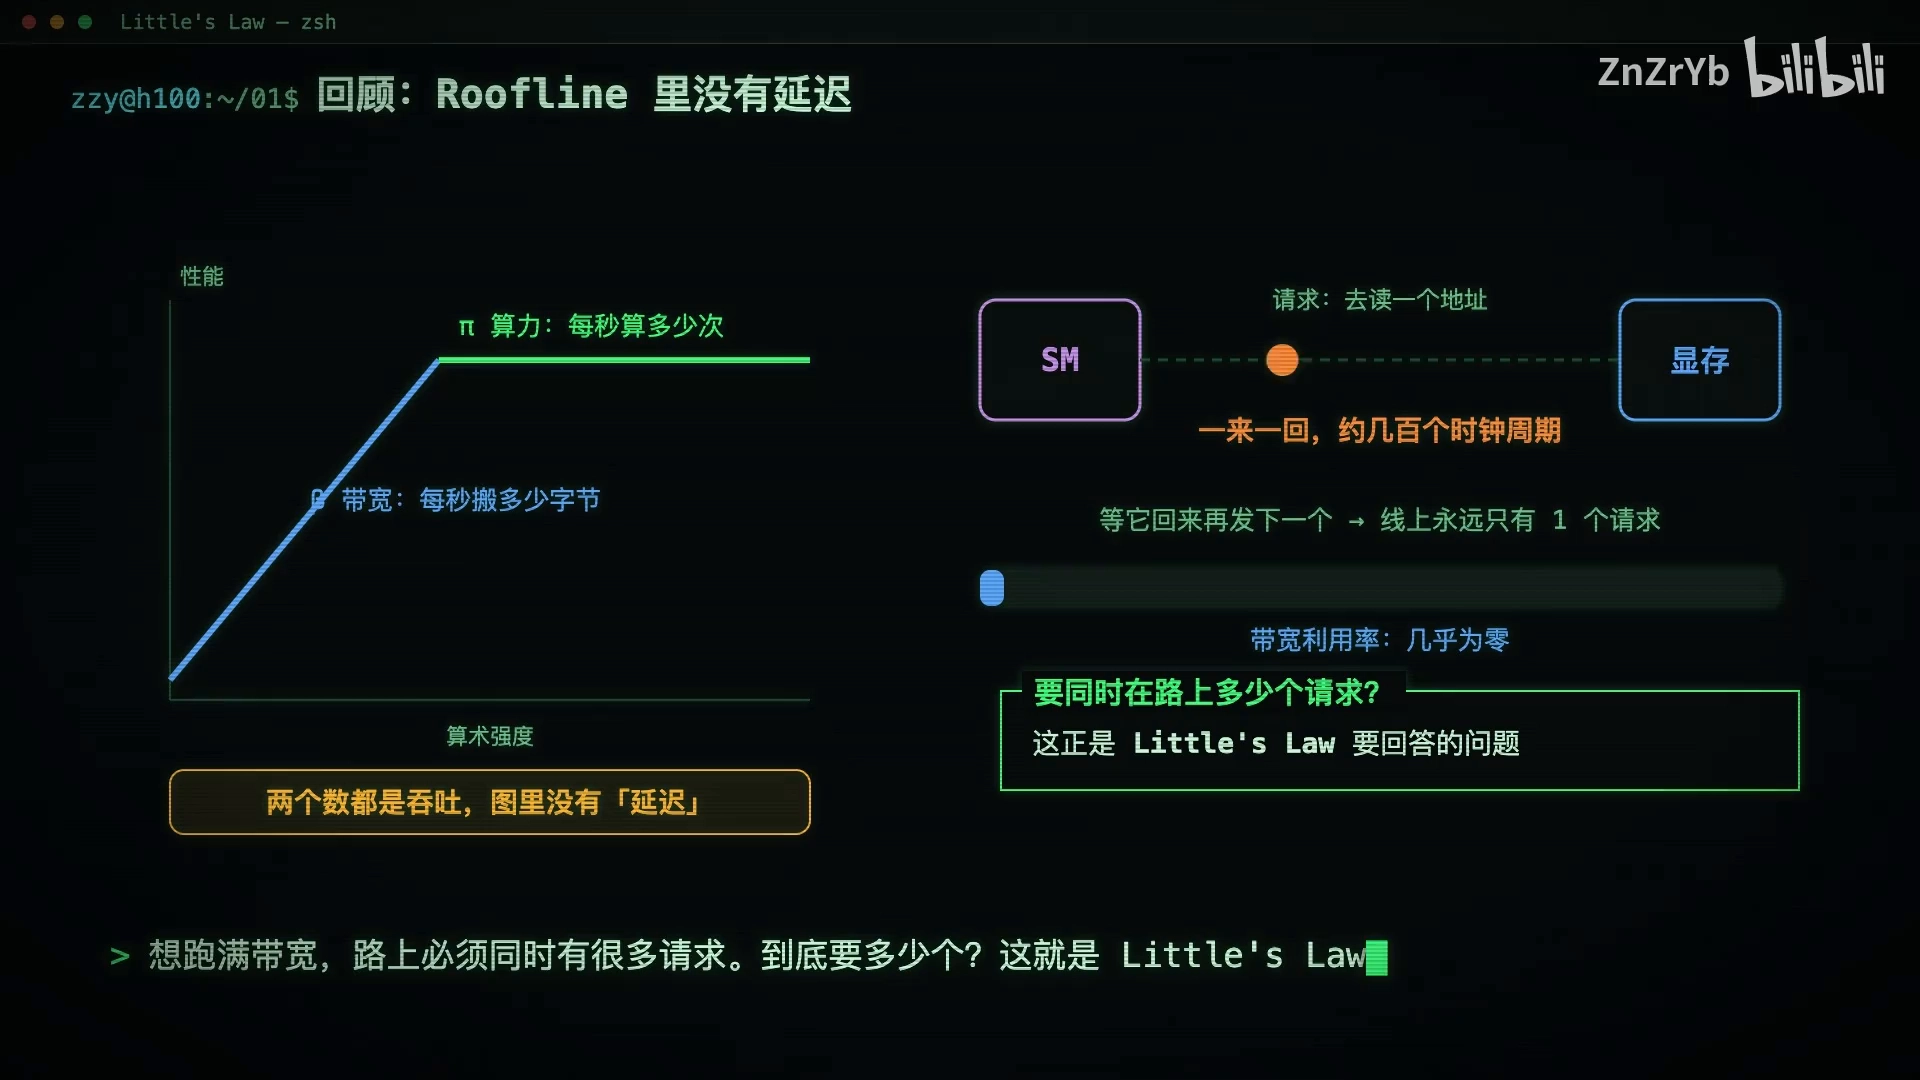 Little's Law — zsh
ZnZrYb bilibili
zzy@h100:~/01$ 回顾：Roofline 里没有延迟
性能
π 算力：每秒算多少次
β 带宽：每秒搬多少字节
算术强度
两个数都是吞吐，图里没有「延迟」
请求：去读一个地址
SM
显存
一来一回，约几百个时钟周期
等它回来再发下一个 → 线上永远只有 1 个请求
带宽利用率：几乎为零
要同时在路上多少个请求？
这正是 Little's Law 要回答的问题
> 想跑满带宽，路上必须同时有很多请求。到底要多少个？这就是 Little's Law